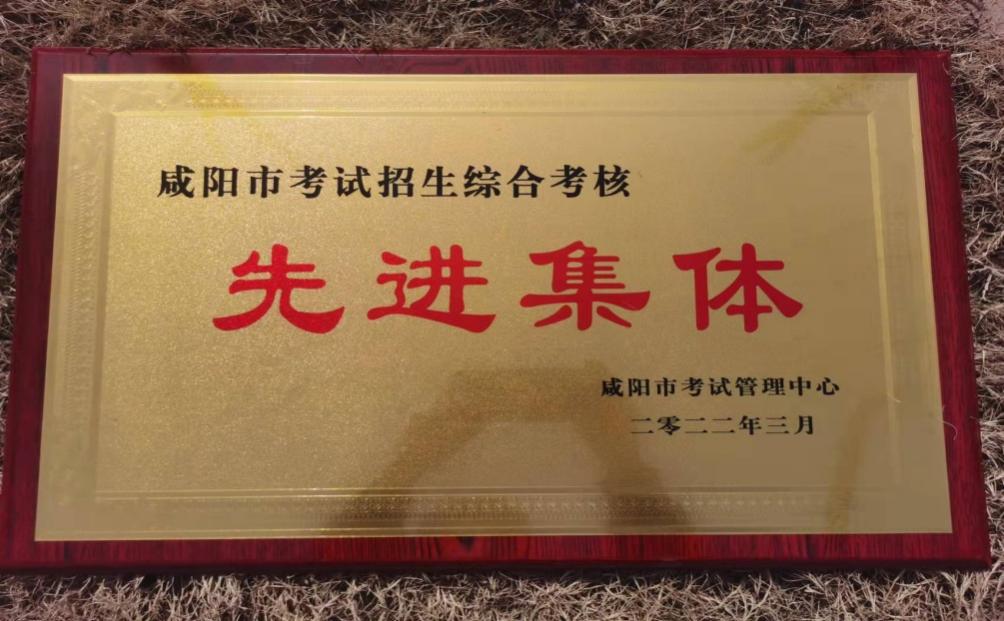 咸阳市考试招生综合考核
先进集体
咸阳市考试管理中心
二零二二年三月